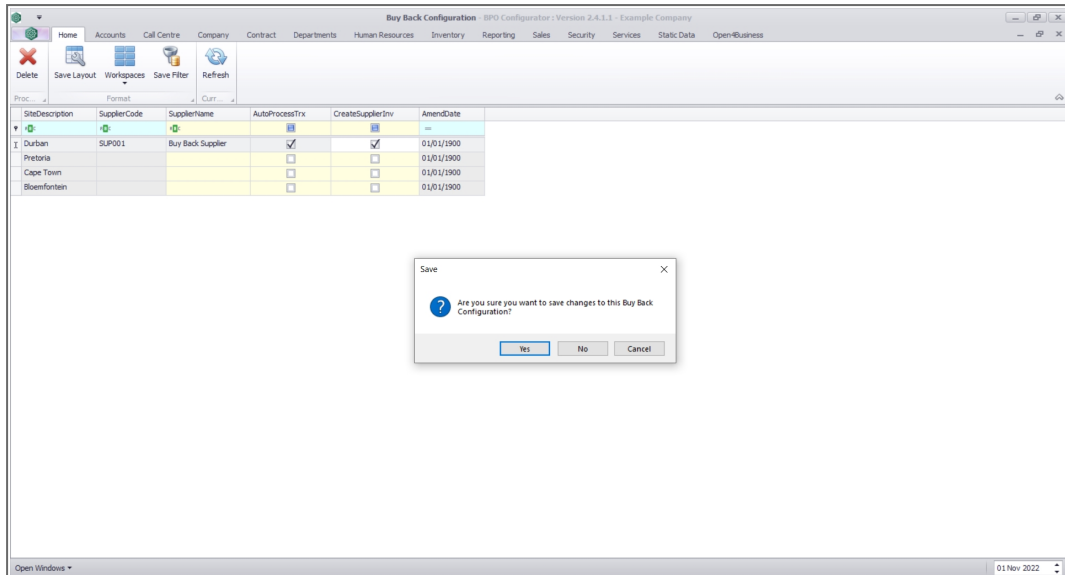 Buy Back Configuration - BPO Configurator : Version 2.4.1.1 - Example Company
Home Accounts Call Centre Company Contract Departments Human Resources Inventory Reporting Sales Security Services Static Data Open4Business
Delete Save Layout Workspaces Save Filter Refresh
Proc... Format Curr...
SiteDescription SupplierCode SupplierName AutoProcessTrx CreateSupplierInv AmendDate
Durban SUP001 Buy Back Supplier 01/01/1900
Pretoria 01/01/1900
Cape Town 01/01/1900
Bloemfontein 01/01/1900
Save
Are you sure you want to save changes to this Buy Back
Configuration?
Yes No Cancel
Open Windows 01 Nov 2022